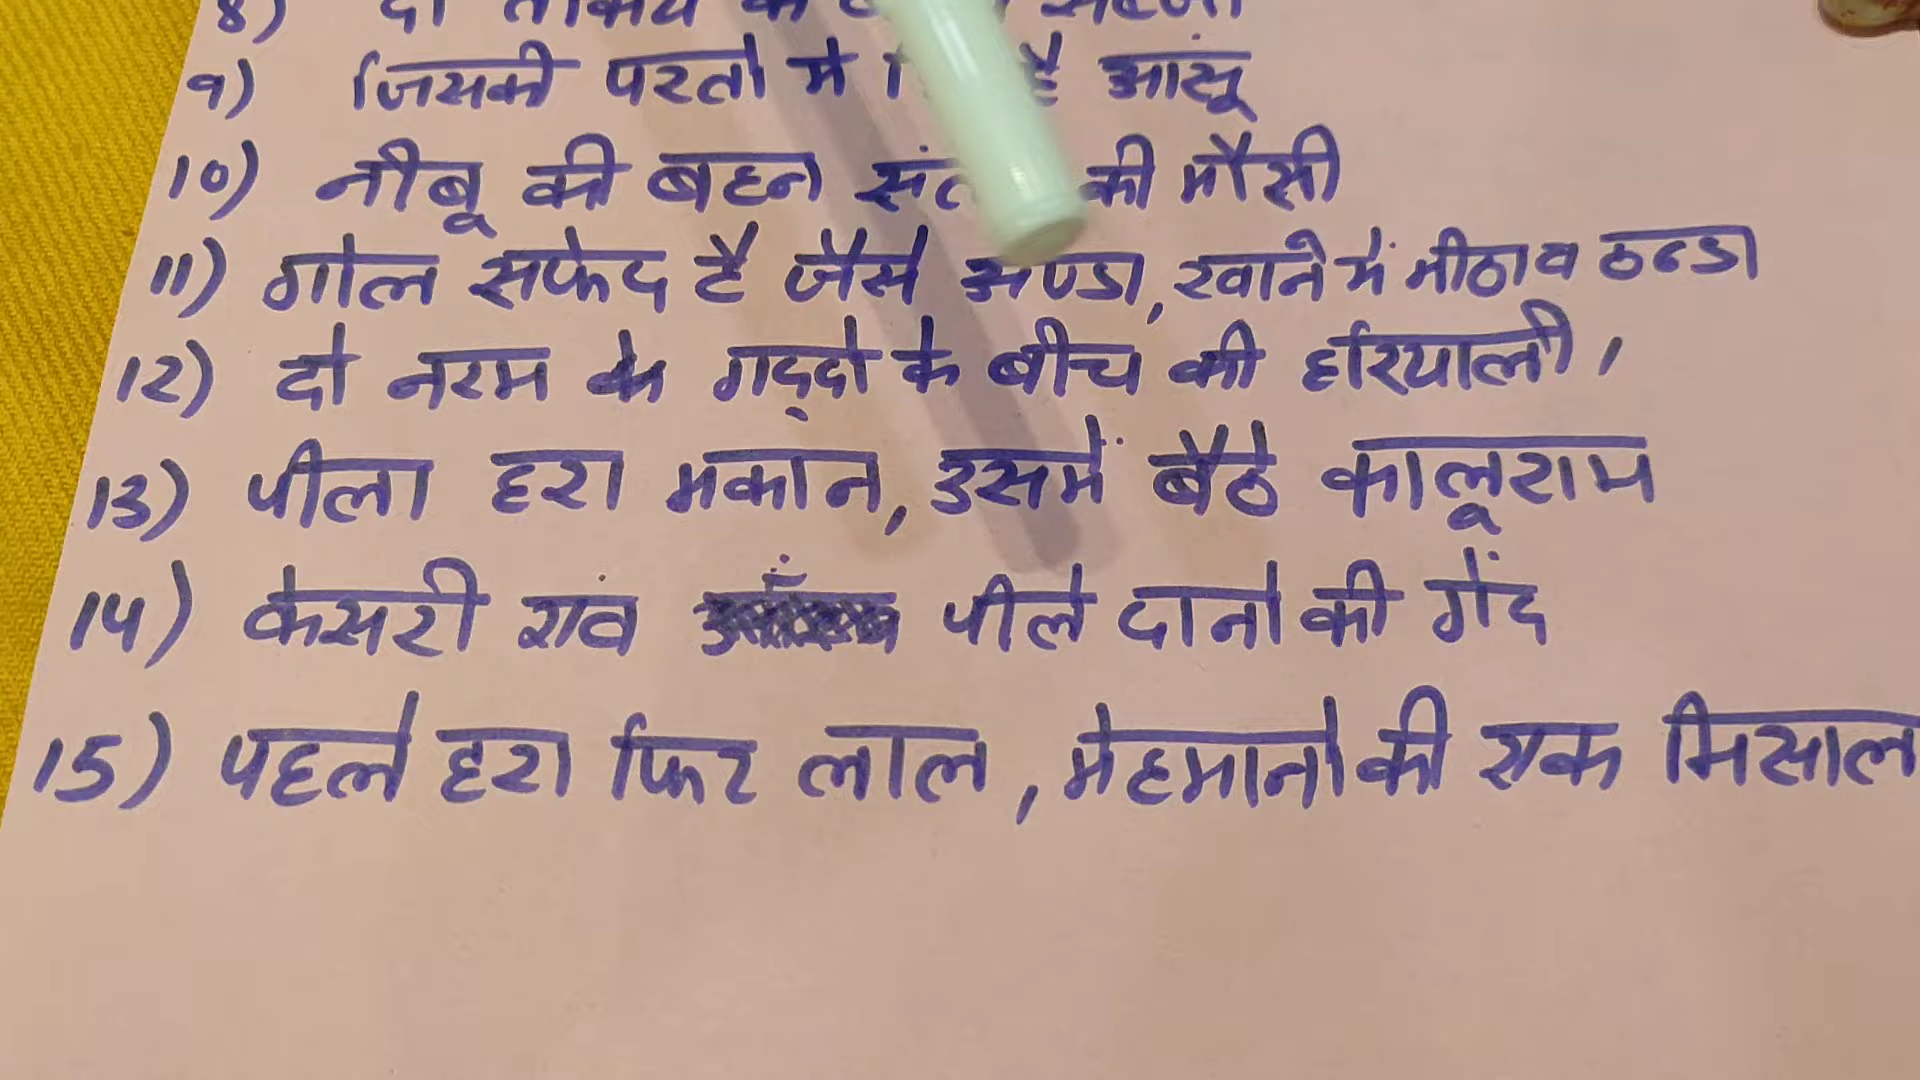 8) दो
9) जिसकी परतो मे है आंसू
10) नीबू की बहन की मौसी
11) गोल सफेद है जैसे अण्डा, खाने में मीठा व ठन्डा
12) दो नरम के गद्दो के बीच की हरियाली,
13) पीला हरा मकान, उसमें बैठे कालूराम
14) केसरी राव पीले दानो की गेंद
15) पहले हरा फिर लाल, मेहमानो की एक मिसाल